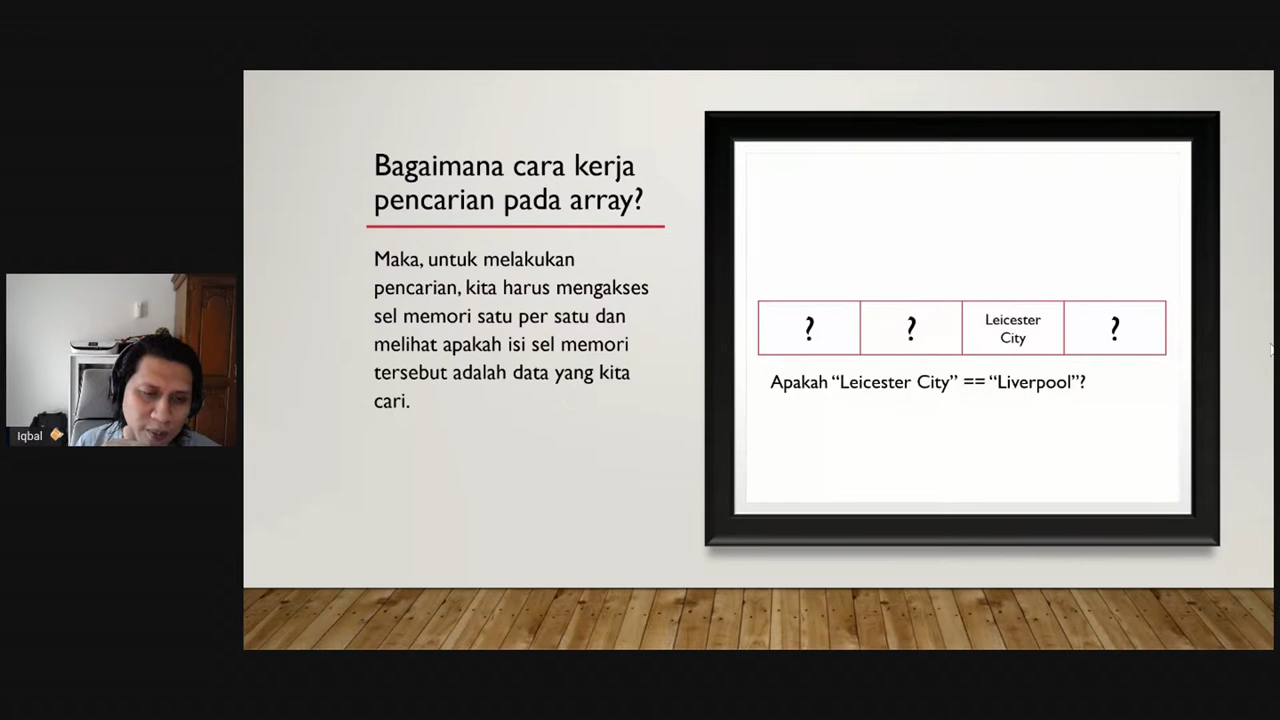 Bagaimana cara kerja
pencarian pada array?
Maka, untuk melakukan
pencarian, kita harus mengakses
sel memori satu per satu dan
melihat apakah isi sel memori
tersebut adalah data yang kita
cari.
?
?
Leicester
City
?
Apakah “Leicester City” == “Liverpool”?
Iqbal